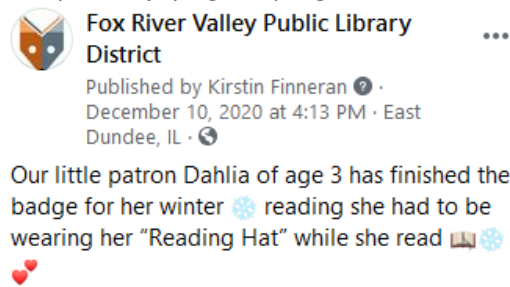 Fox River Valley Public Library
District
Published by Kirstin Finneran ·
December 10, 2020 at 4:13 PM · East
Dundee, IL ·
Our little patron Dahlia of age 3 has finished the
badge for her winter ❄️ reading she had to be
wearing her “Reading Hat” while she read 📖❄️
💕